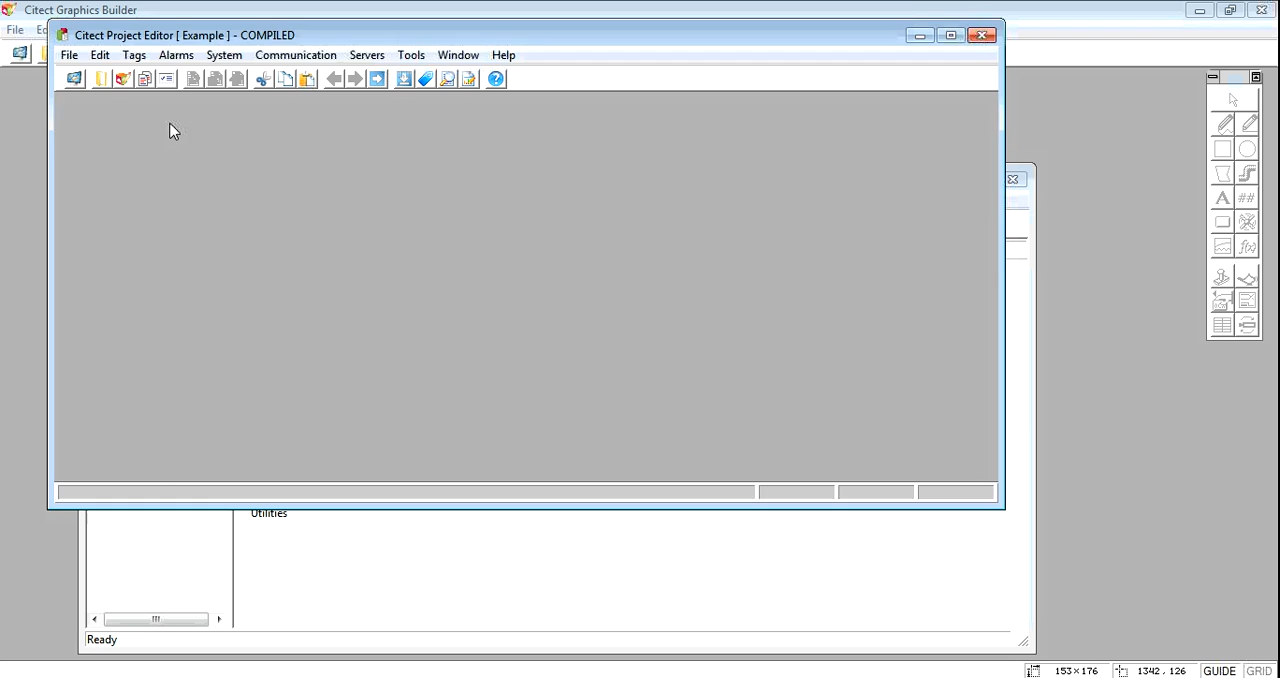 Citect Graphics Builder
File
Citect Project Editor [ Example ] - COMPILED
File Edit Tags Alarms System Communication Servers Tools Window Help
A ##
f(x)
Utilities
Ready
153×176 1342, 126 GUIDE GRID